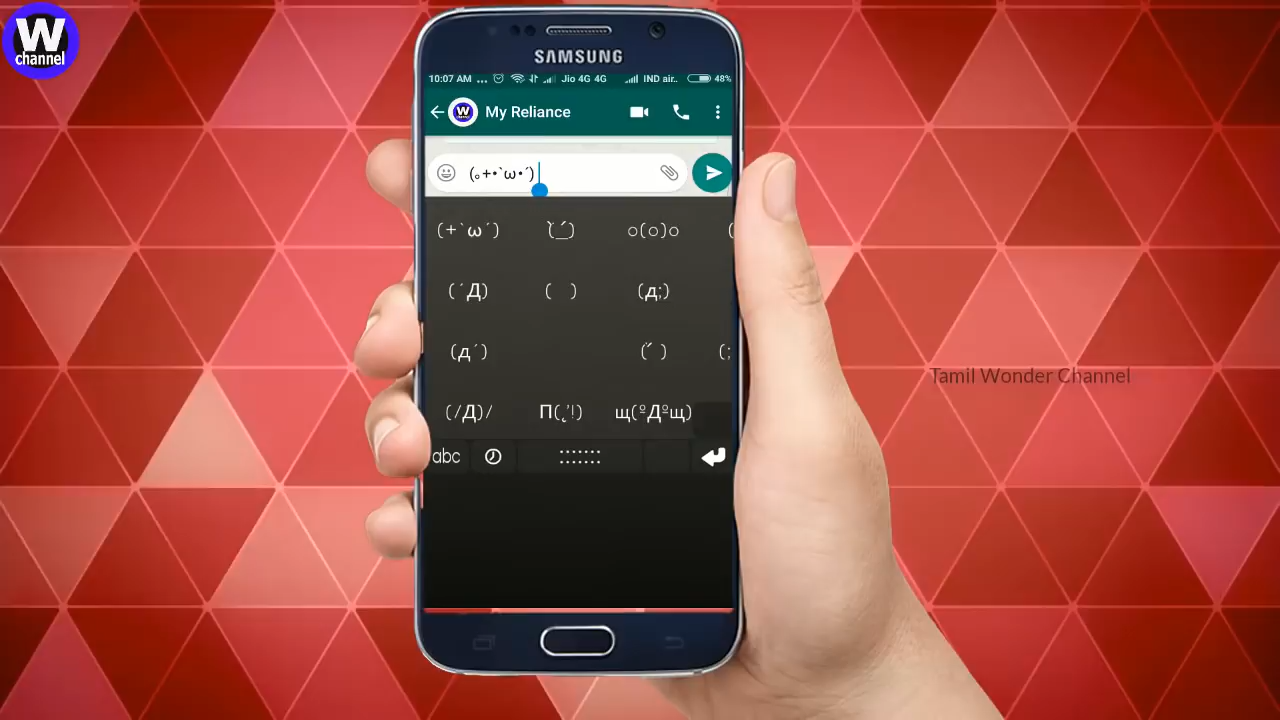 W
channel
SAMSUNG
10:07 AM ... Jio 4G 4G IND air.. 48%
W
My Reliance
(｡+･`ω･´)
(+`ω´) o(o)o
(´Д) ( ) (д;)
(д´)
(/Д)/ щ(ºДºщ)
abc
Tamil Wonder Channel